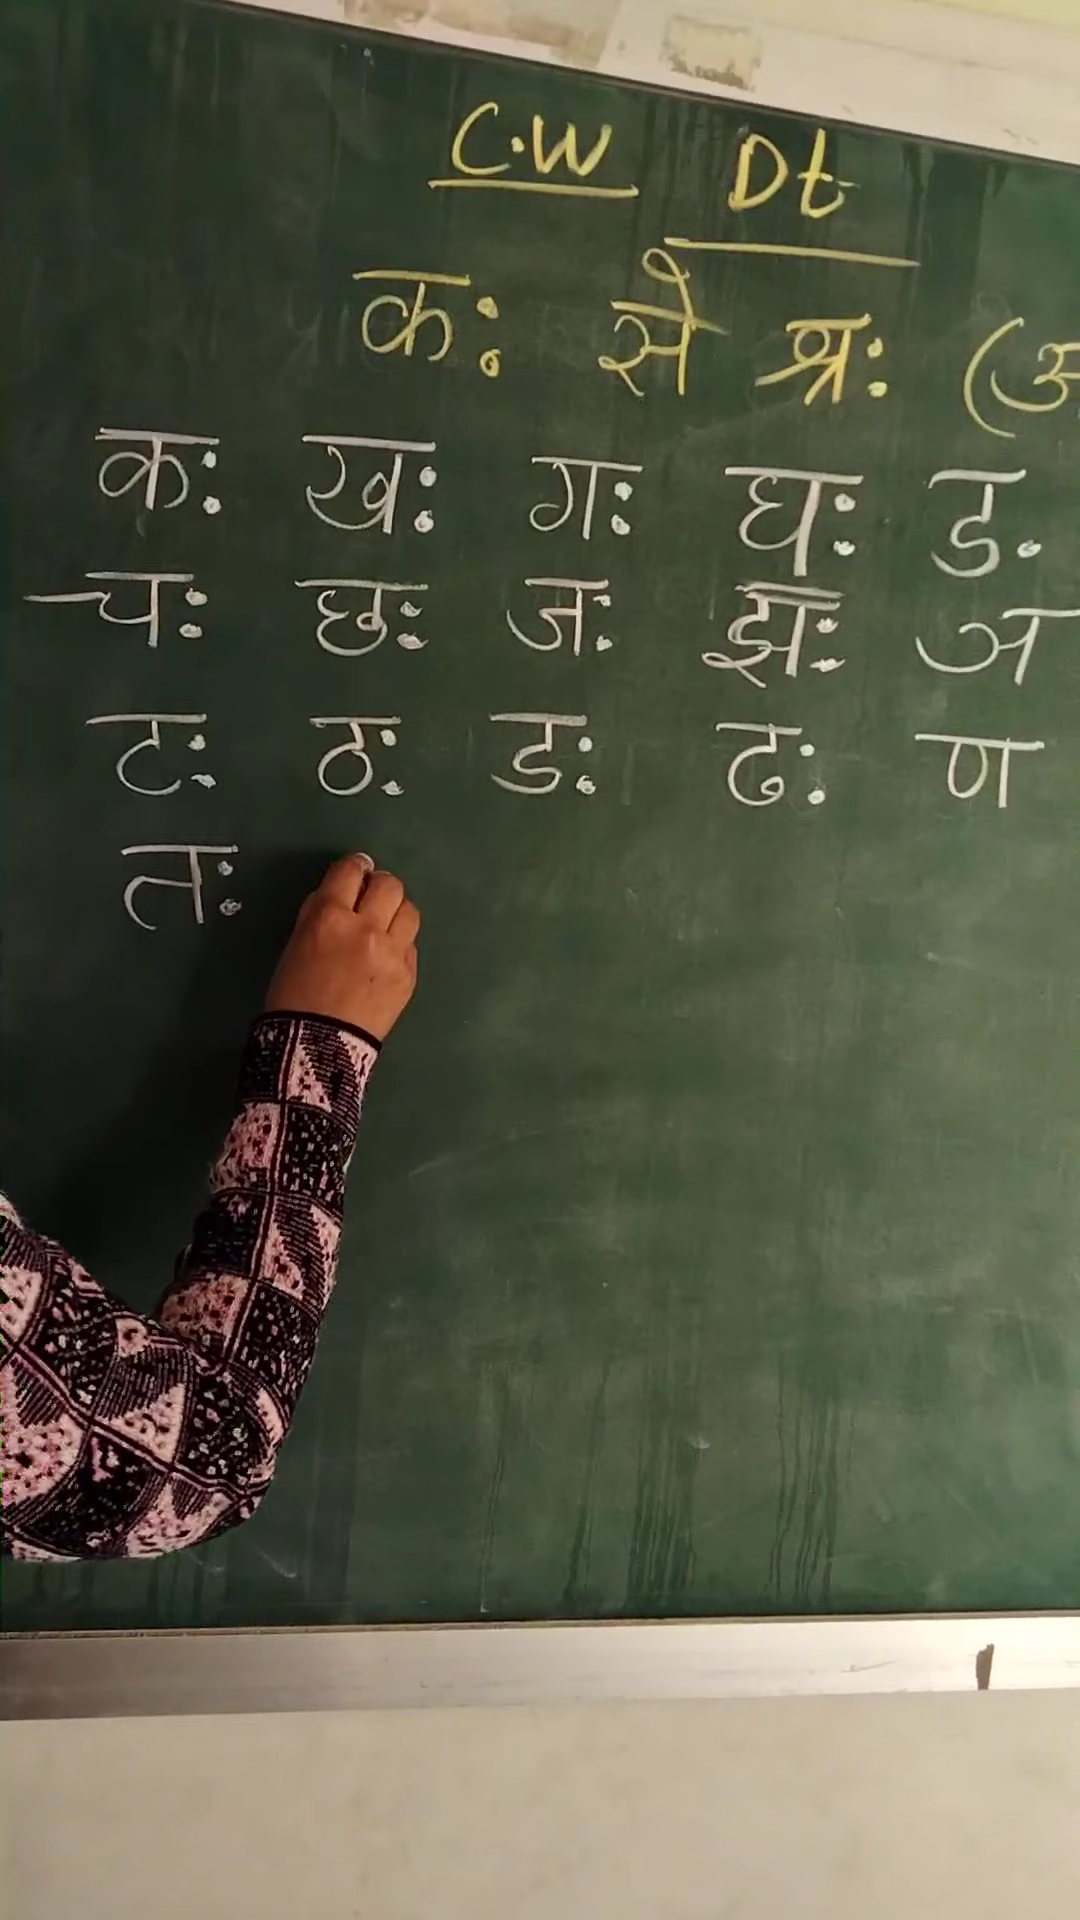 C.W Dt
कः से श्रः (अ
कः खः गः घः ङ
चः छः जः झः ञ
टः ठः डः ढः ण
तः